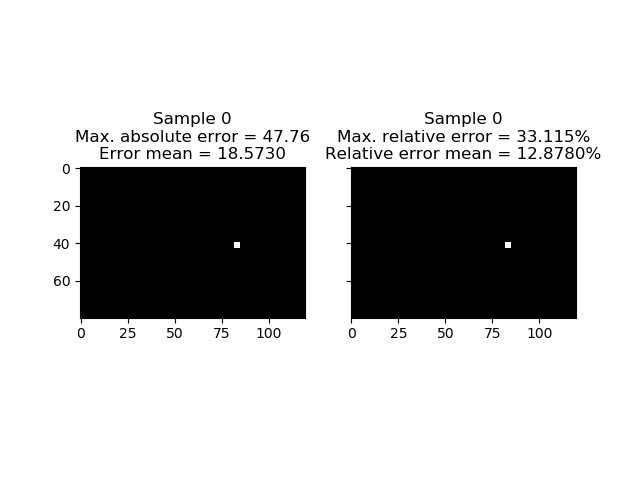 Sample 0
Max. absolute error = 47.76
Error mean = 18.5730
Sample 0
Max. relative error = 33.115%
Relative error mean = 12.8780%
0
20
40
60
0 25 50 75 100
0 25 50 75 100